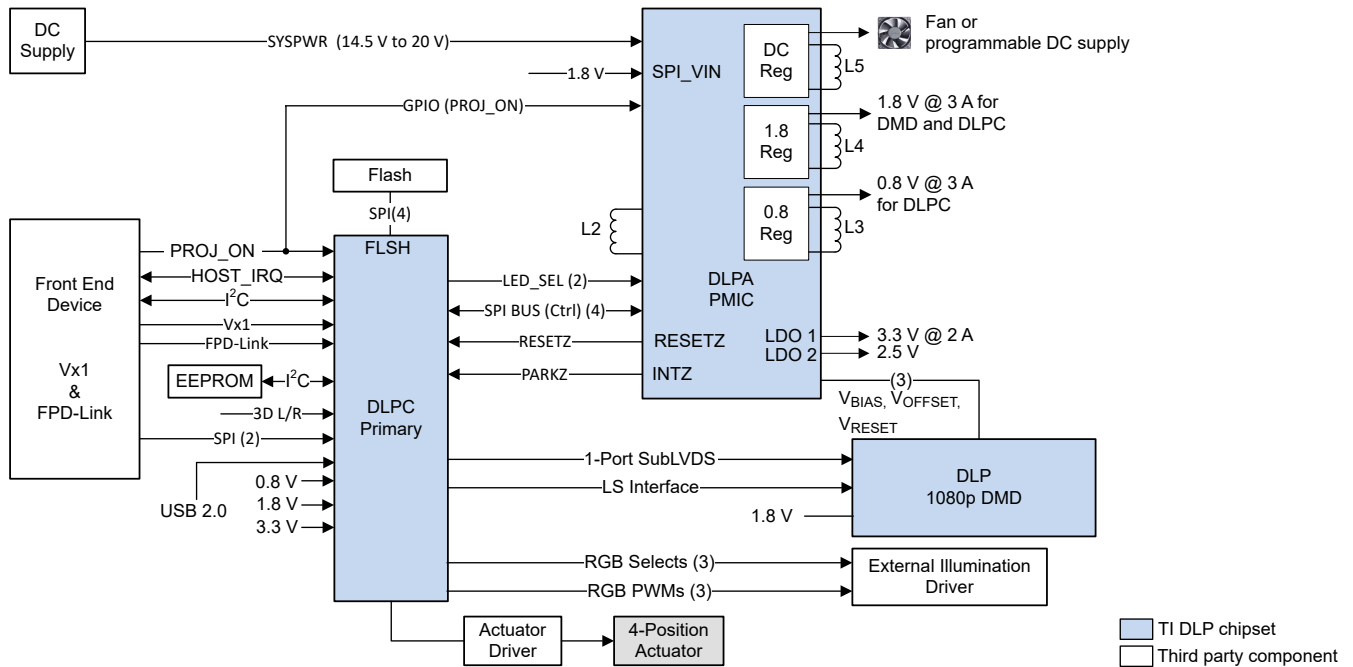 DC
Supply
SYSPWR (14.5 V to 20 V)
1.8 V
SPI_VIN
GPIO (PROJ_ON)
DC
Reg
L5
Fan or
programmable DC supply
1.8
Reg
L4
1.8 V @ 3 A for
DMD and DLPC
0.8
Reg
L3
0.8 V @ 3 A
for DLPC
L2
DLPA
PMIC
Flash
SPI(4)
FLSH
Front End
Device
Vx1
&
FPD-Link
PROJ_ON
HOST_IRQ
I²C
Vx1
FPD-Link
EEPROM
I²C
3D L/R
SPI (2)
USB 2.0
0.8 V
1.8 V
3.3 V
DLPC
Primary
LED_SEL (2)
SPI BUS (Ctrl) (4)
RESETZ
RESETZ
PARKZ
INTZ
LDO 1
3.3 V @ 2 A
LDO 2
2.5 V
(3)
VBIAS, VOFFSET,
VRESET
1-Port SubLVDS
LS Interface
1.8 V
DLP
1080p DMD
RGB Selects (3)
RGB PWMs (3)
External Illumination
Driver
Actuator
Driver
4-Position
Actuator
TI DLP chipset
Third party component